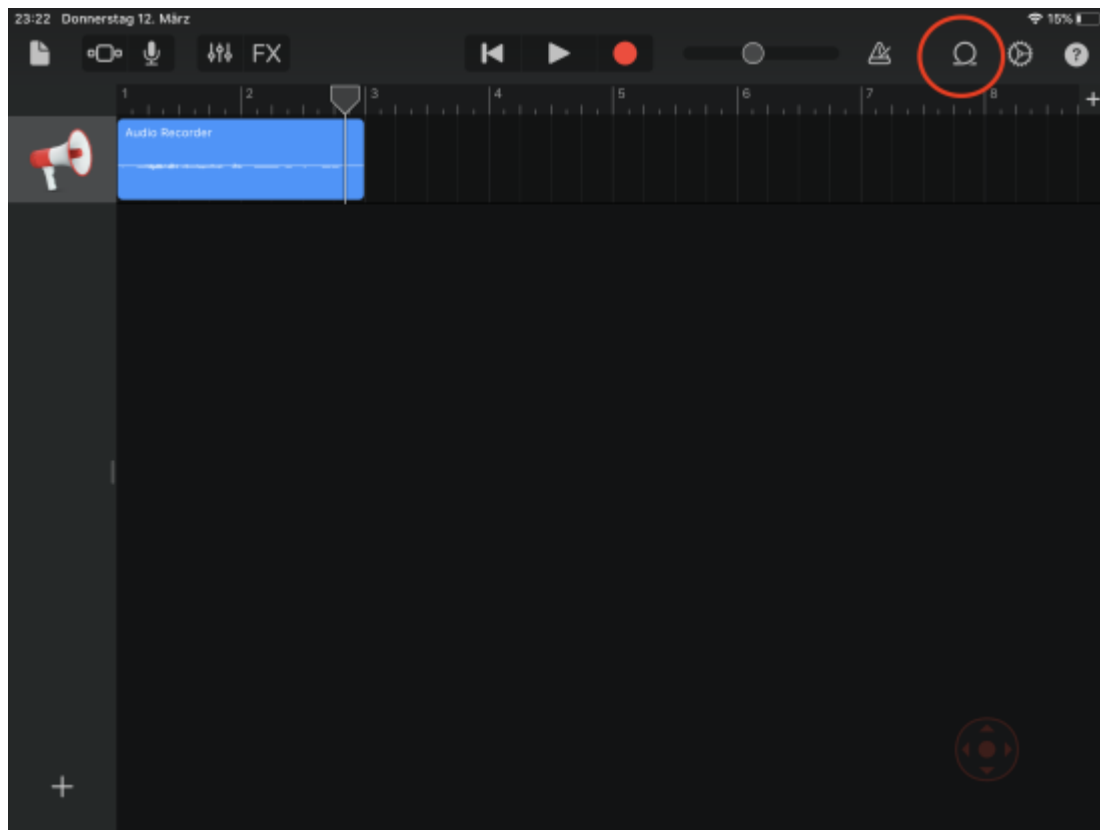 23:22 Donnerstag 12. März
15%
FX
?
1 2 3 4 5 6 7 8 +
Audio Recorder
+